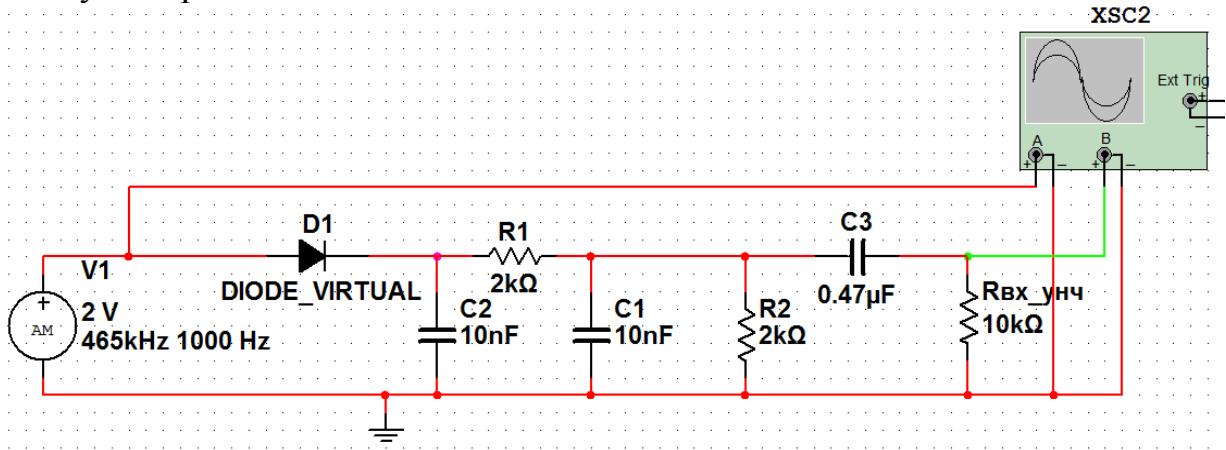 XSC2
Ext Trig
+
–
A
B
+ – + –
D1
R1
C3
V1
DIODE_VIRTUAL
2kΩ
0.47µF
Rвх_унч
+
2 V
C2
C1
R2
10kΩ
AM
465kHz 1000 Hz
10nF
10nF
2kΩ